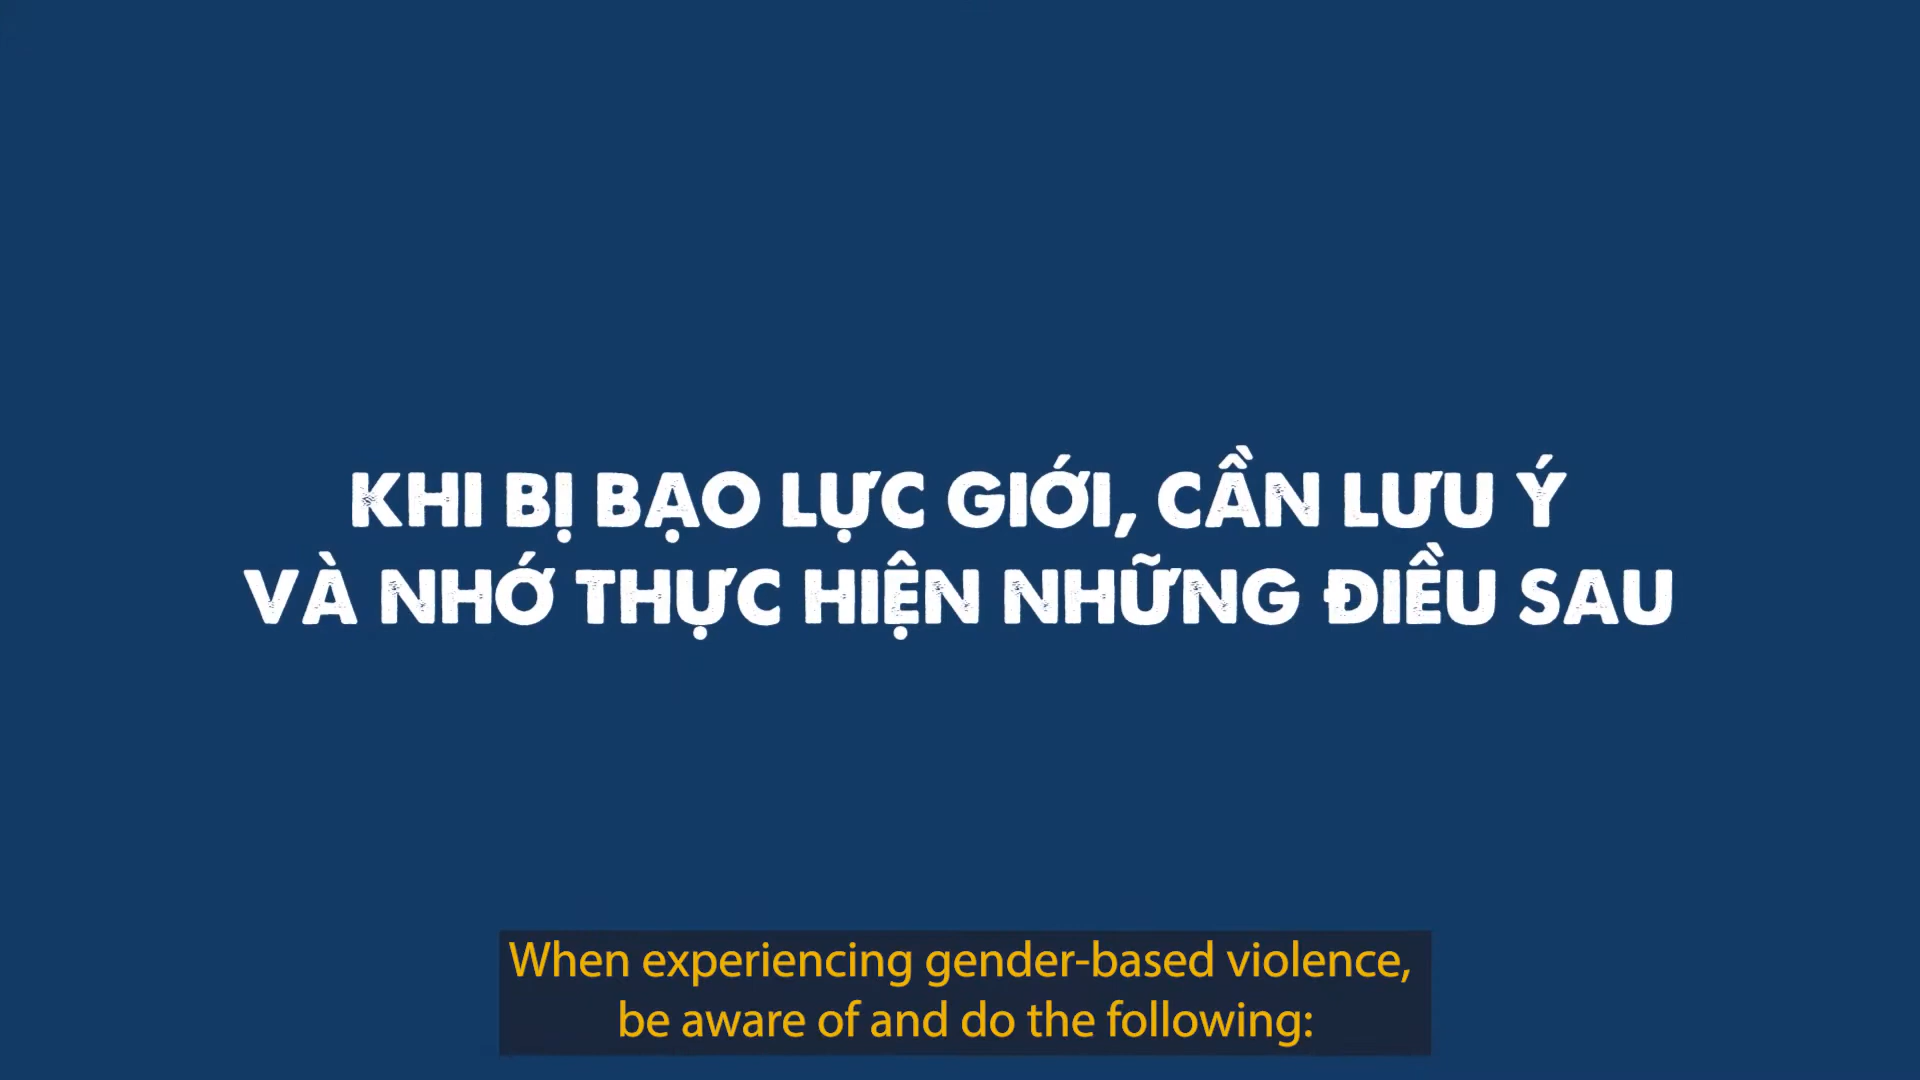 KHI BỊ BẠO LỰC GIỚI, CẦN LƯU Ý
VÀ NHỚ THỰC HIỆN NHỮNG ĐIỀU SAU
When experiencing gender-based violence,
be aware of and do the following: